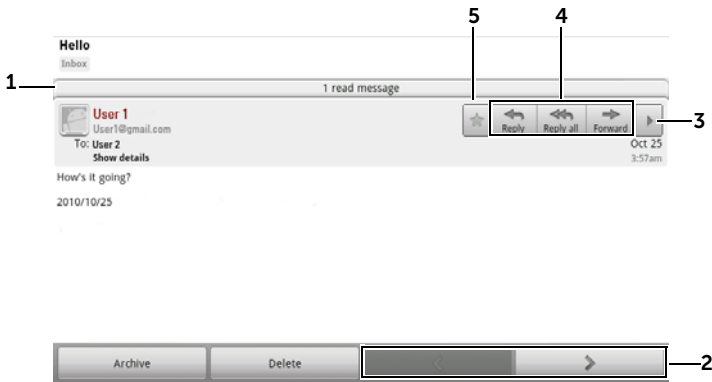 5 4
Hello
Inbox
1
1 read message
User 1
User1@gmail.com
Reply Reply all Forward
3
To: User 2
Oct 25
Show details
3:57am
How's it going?
2010/10/25
Archive Delete
2